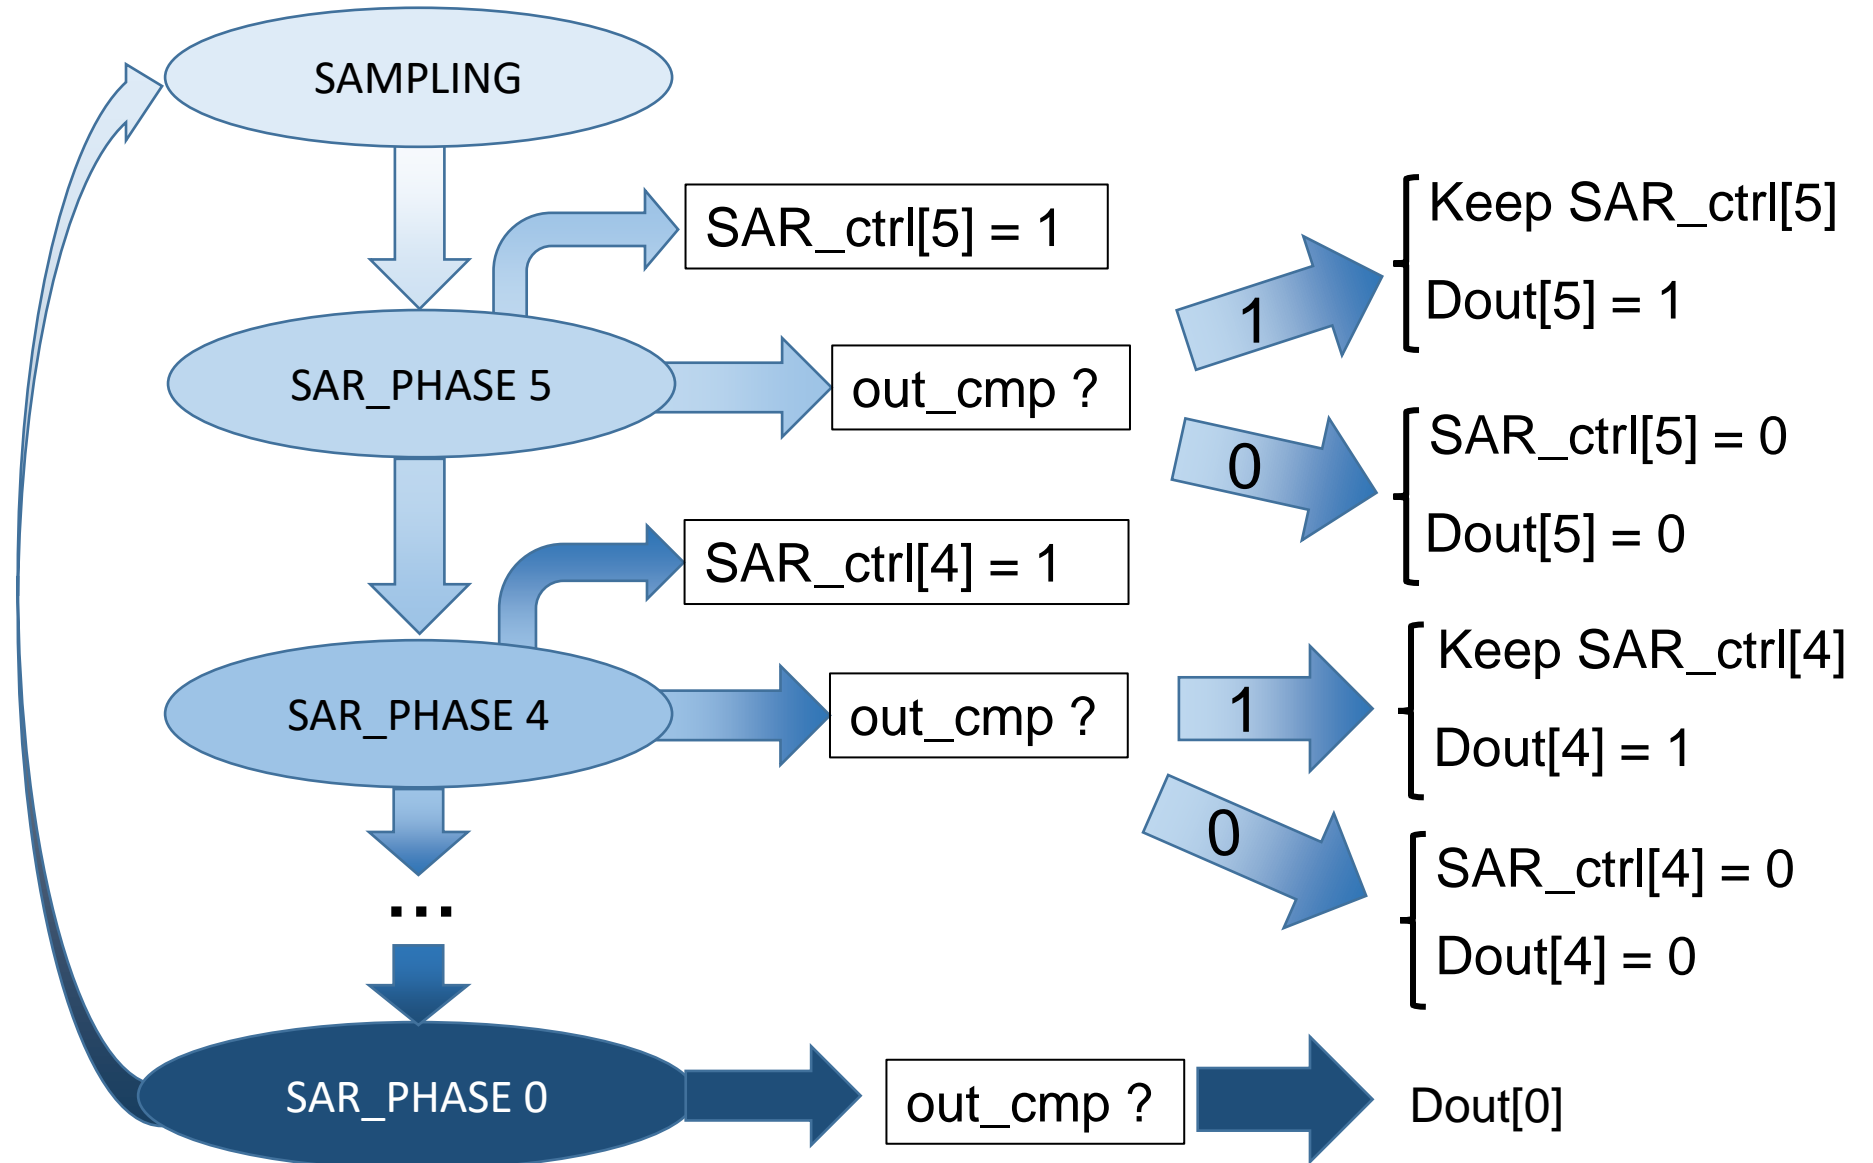 SAMPLING
SAR_ctrl[5] = 1
Keep SAR_ctrl[5]
Dout[5] = 1
1
SAR_PHASE 5
out_cmp ?
0
SAR_ctrl[5] = 0
Dout[5] = 0
SAR_ctrl[4] = 1
Keep SAR_ctrl[4]
Dout[4] = 1
1
SAR_PHASE 4
out_cmp ?
0
SAR_ctrl[4] = 0
Dout[4] = 0
...
SAR_PHASE 0
out_cmp ?
Dout[0]